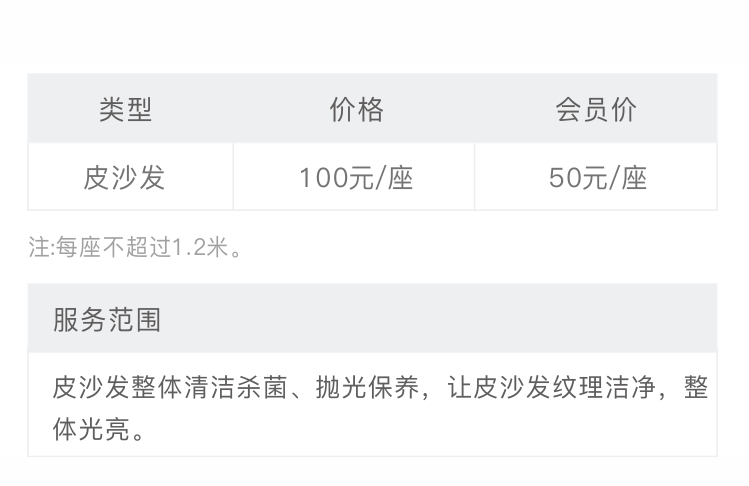 类型 价格 会员价
皮沙发 100元/座 50元/座
注:每座不超过1.2米。
服务范围
皮沙发整体清洁杀菌、抛光保养，让皮沙发纹理洁净，整
体光亮。